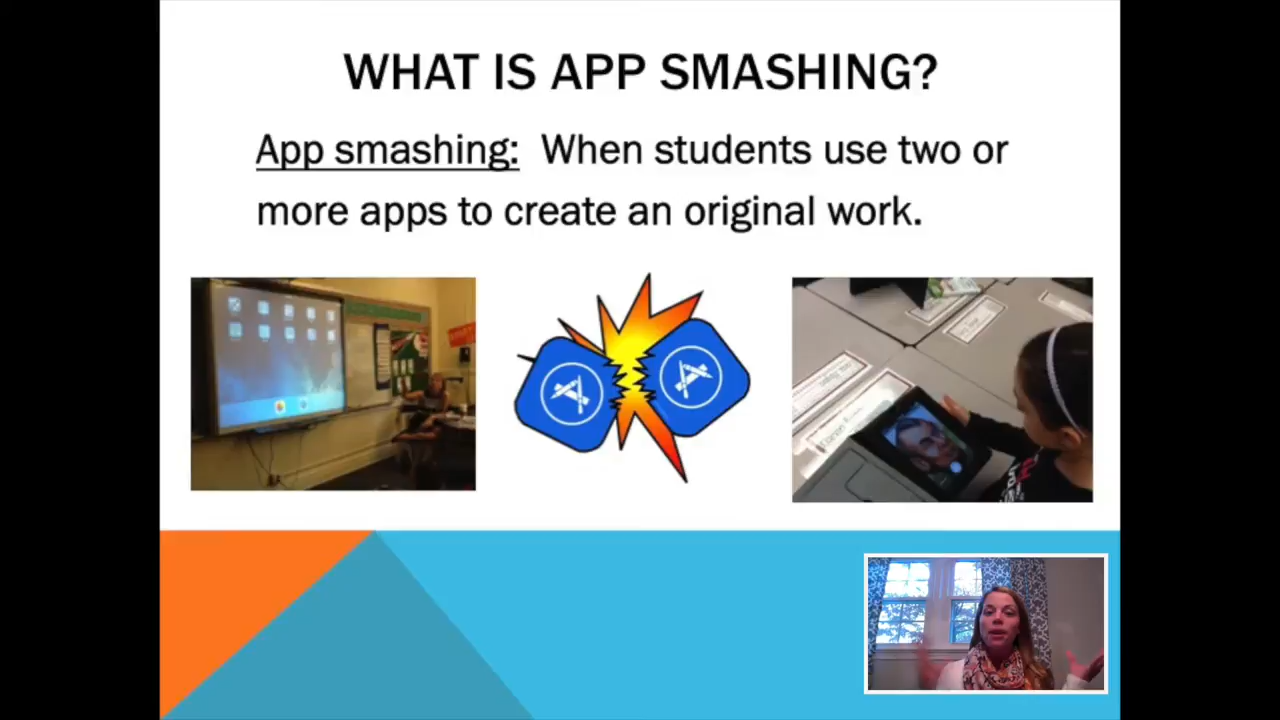 WHAT IS APP SMASHING?
App smashing: When students use two or
more apps to create an original work.